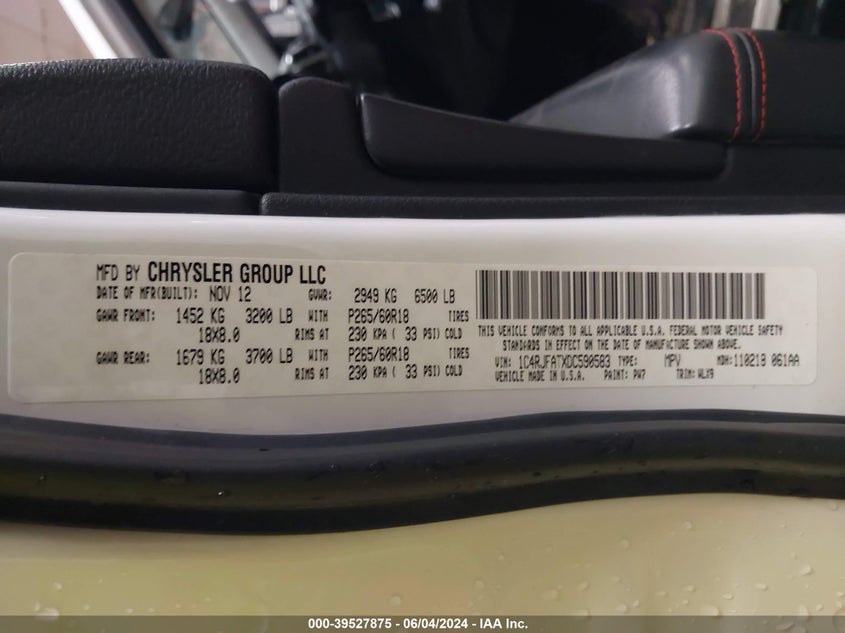 MFD BY CHRYSLER GROUP LLC
DATE OF MFR(BUILT): NOV 12 GVWR: 2949 KG 6500 LB
GAWR FRONT: 1452 KG 3200 LB WITH P265/60R18 TIRES
18X8.0 RIMS AT 230 KPA ( 33 PSI) COLD
GAWR REAR: 1679 KG 3700 LB WITH P265/60R18 TIRES
18X8.0 RIMS AT 230 KPA ( 33 PSI) COLD
THIS VEHICLE CONFORMS TO ALL APPLICABLE U.S.A. FEDERAL MOTOR VEHICLE SAFETY
STANDARDS IN EFFECT ON THE DATE OF MANUFACTURE SHOWN ABOVE.
VIN: 1C4RJFATXDC590583 TYPE: MPV MDH: 110213 061AA
VEHICLE MADE IN U.S.A. PAINT: PW7 TRIM: WLX9
000-39527875 - 06/04/2024 - IAA Inc.